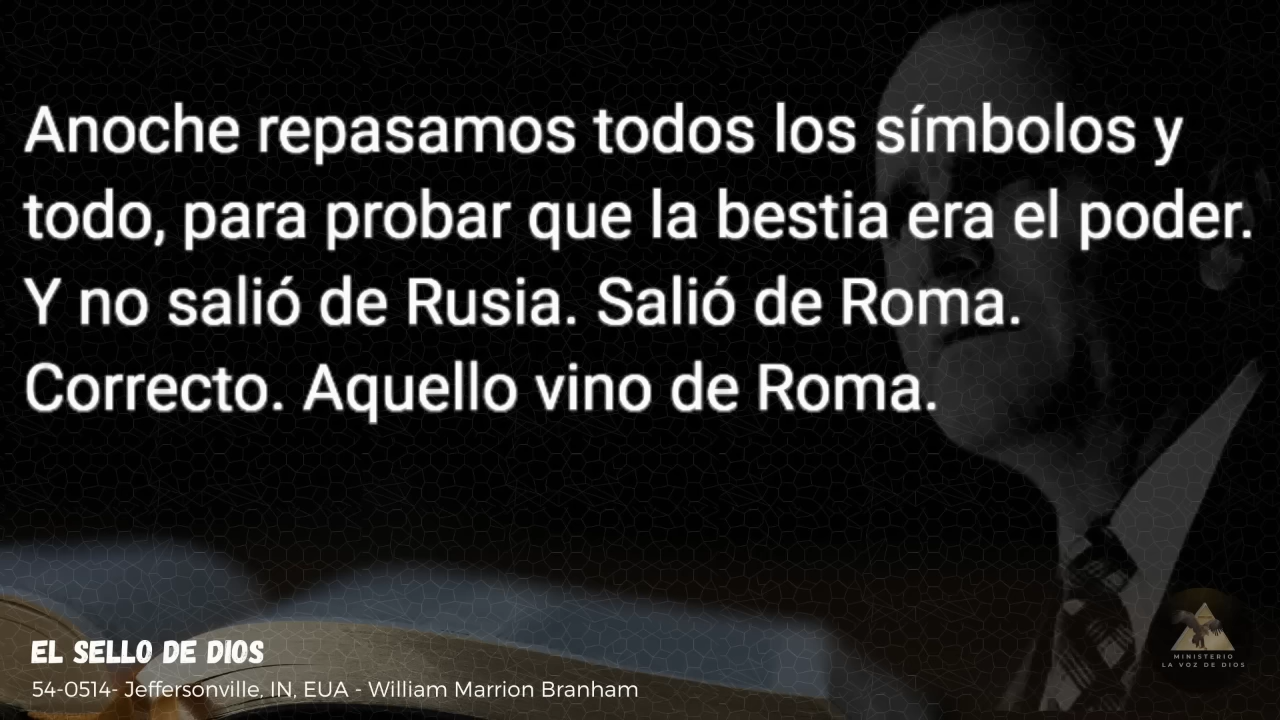 Anoche repasamos todos los símbolos y
todo, para probar que la bestia era el poder.
Y no salió de Rusia. Salió de Roma.
Correcto. Aquello vino de Roma.
EL SELLO DE DIOS
54-0514- Jeffersonville, IN, EUA - William Marrion Branham
MINISTERIO
LA VOZ DE DIOS